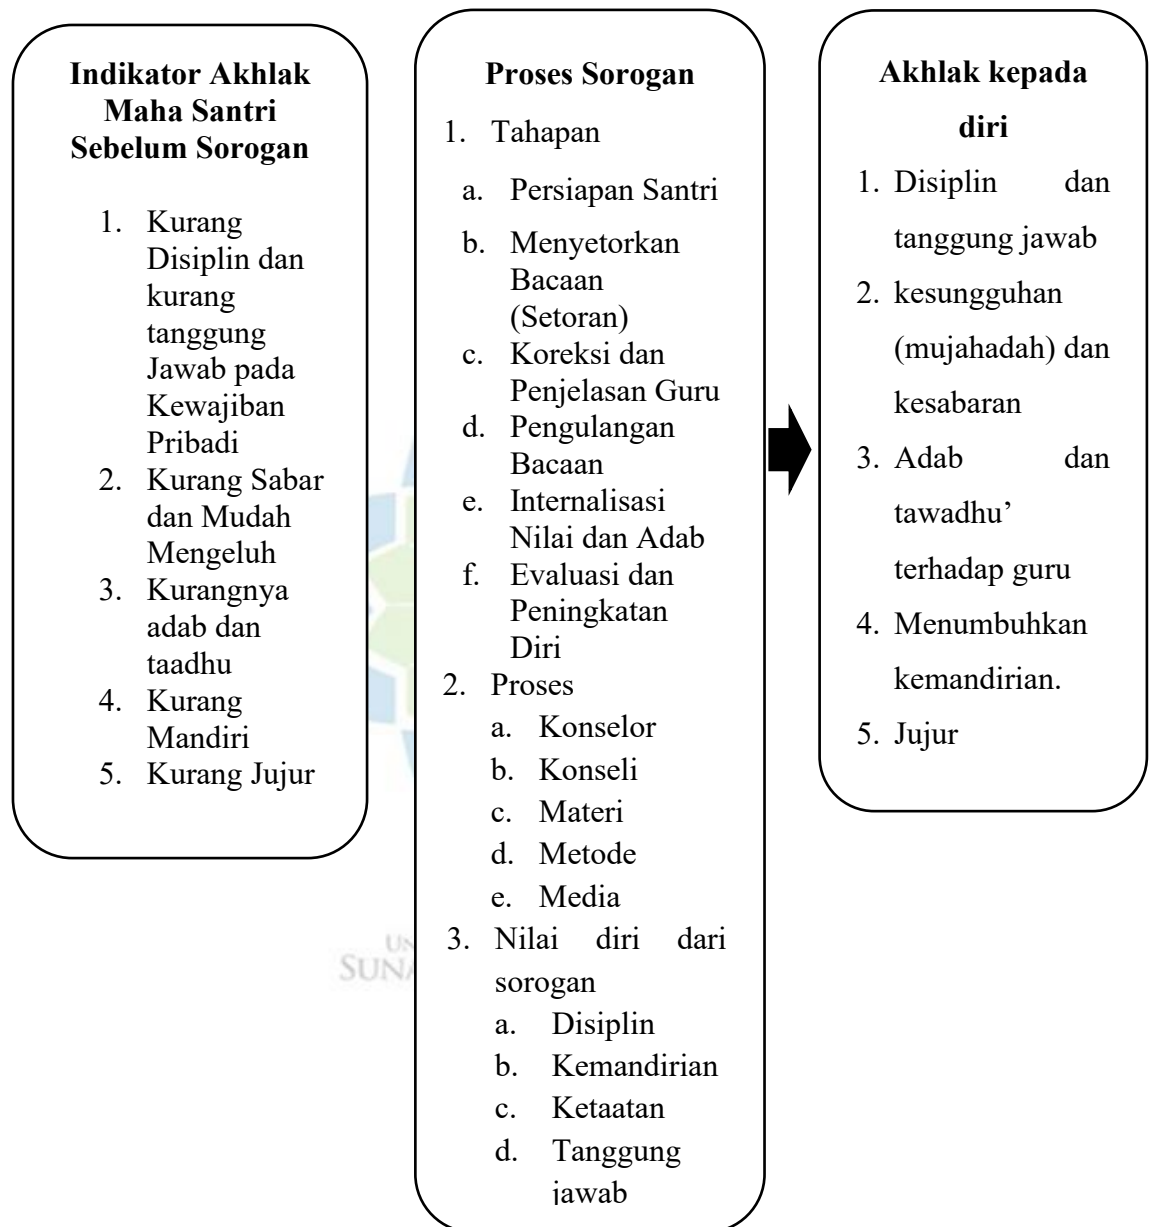 Indikator Akhlak
Maha Santri
Sebelum Sorogan
1. Kurang
Disiplin dan
kurang
tanggung
Jawab pada
Kewajiban
Pribadi
2. Kurang Sabar
dan Mudah
Mengeluh
3. Kurangnya
adab dan
taadhu
4. Kurang
Mandiri
5. Kurang Jujur
Proses Sorogan
1. Tahapan
a. Persiapan Santri
b. Menyetorkan
Bacaan
(Setoran)
c. Koreksi dan
Penjelasan Guru
d. Pengulangan
Bacaan
e. Internalisasi
Nilai dan Adab
f. Evaluasi dan
Peningkatan
Diri
2. Proses
a. Konselor
b. Konseli
c. Materi
d. Metode
e. Media
3. Nilai diri dari
sorogan
a. Disiplin
b. Kemandirian
c. Ketaatan
d. Tanggung
jawab
Akhlak kepada
diri
1. Disiplin dan
tanggung jawab
2. kesungguhan
(mujahadah) dan
kesabaran
3. Adab dan
tawadhu’
terhadap guru
4. Menumbuhkan
kemandirian.
5. Jujur